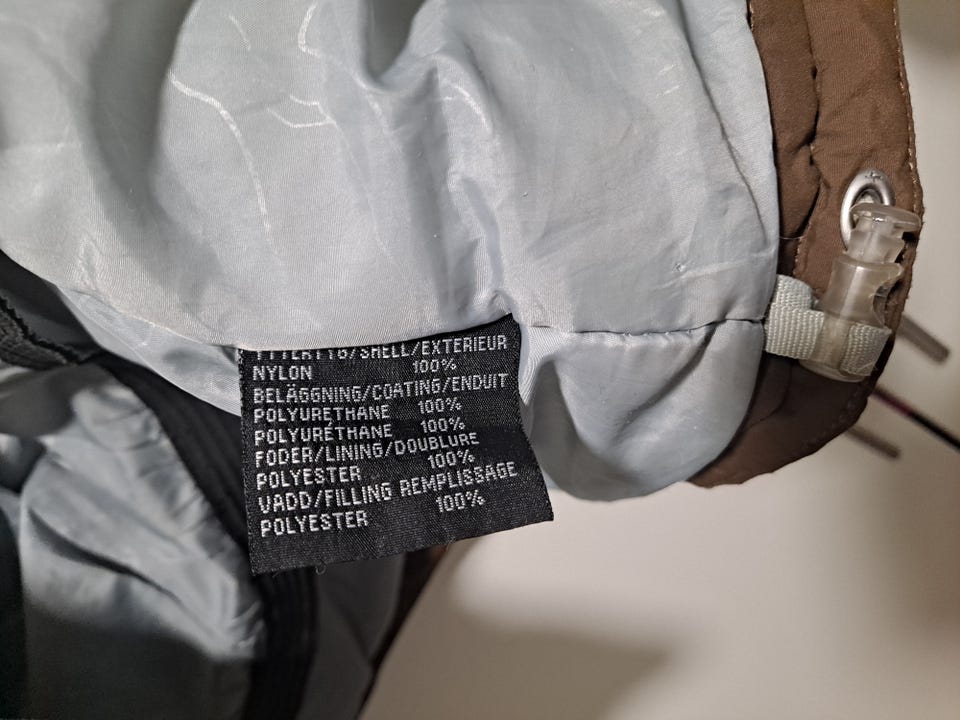 YTTERTYG/SHELL/EXTERIEUR
NYLON 100%
BELÄGGNING/COATING/ENDUIT
POLYURETHANE 100%
POLYURÉTHANE 100%
FODER/LINING/DOUBLURE
POLYESTER 100%
VADD/FILLING REMPLISSAGE
POLYESTER 100%